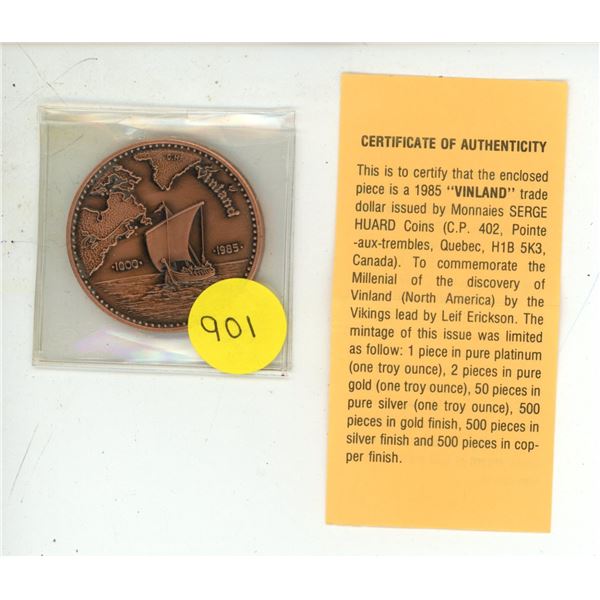 Vinland
1000
1985
901
CERTIFICATE OF AUTHENTICITY
This is to certify that the enclosed
piece is a 1985 "VINLAND" trade
dollar issued by Monnaies SERGE
HUARD Coins (C.P. 402, Pointe
-aux-trembles, Quebec, H1B 5K3,
Canada). To commemorate the
Millenial of the discovery of
Vinland (North America) by the
Vikings lead by Leif Erickson. The
mintage of this issue was limited
as follow: 1 piece in pure platinum
(one troy ounce), 2 pieces in pure
gold (one troy ounce), 50 pieces in
pure silver (one troy ounce), 500
pieces in gold finish, 500 pieces in
silver finish and 500 pieces in cop-
per finish.